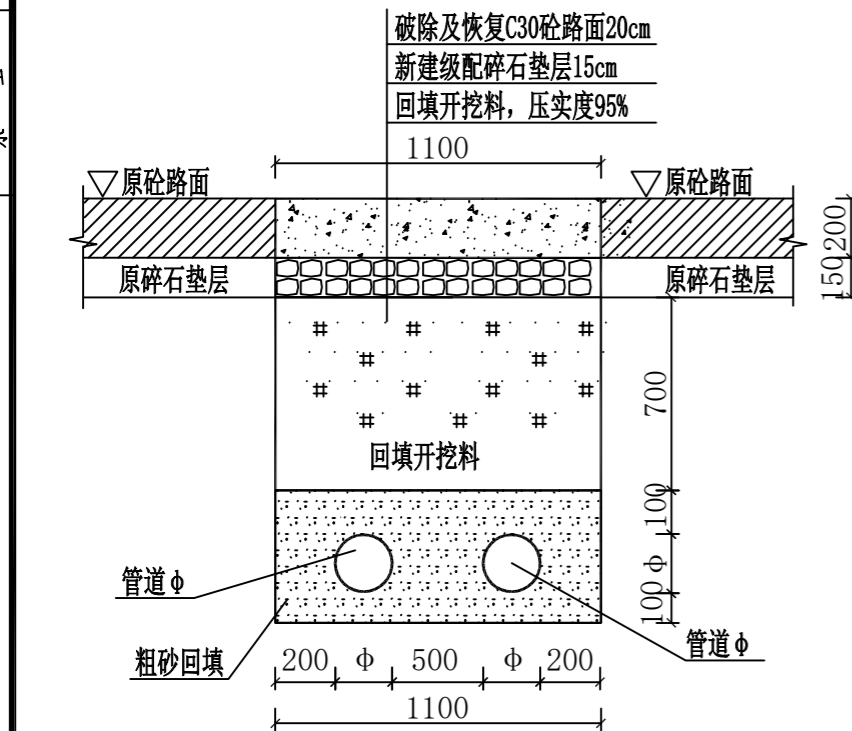 破除及恢复C30砼路面20cm
新建级配碎石垫层15cm
回填开挖料，压实度95%
1100
原砼路面
原砼路面
200
150
原碎石垫层
原碎石垫层
700
回填开挖料
100
φ
100
管道φ
管道φ
粗砂回填
200 φ 500 φ 200
1100